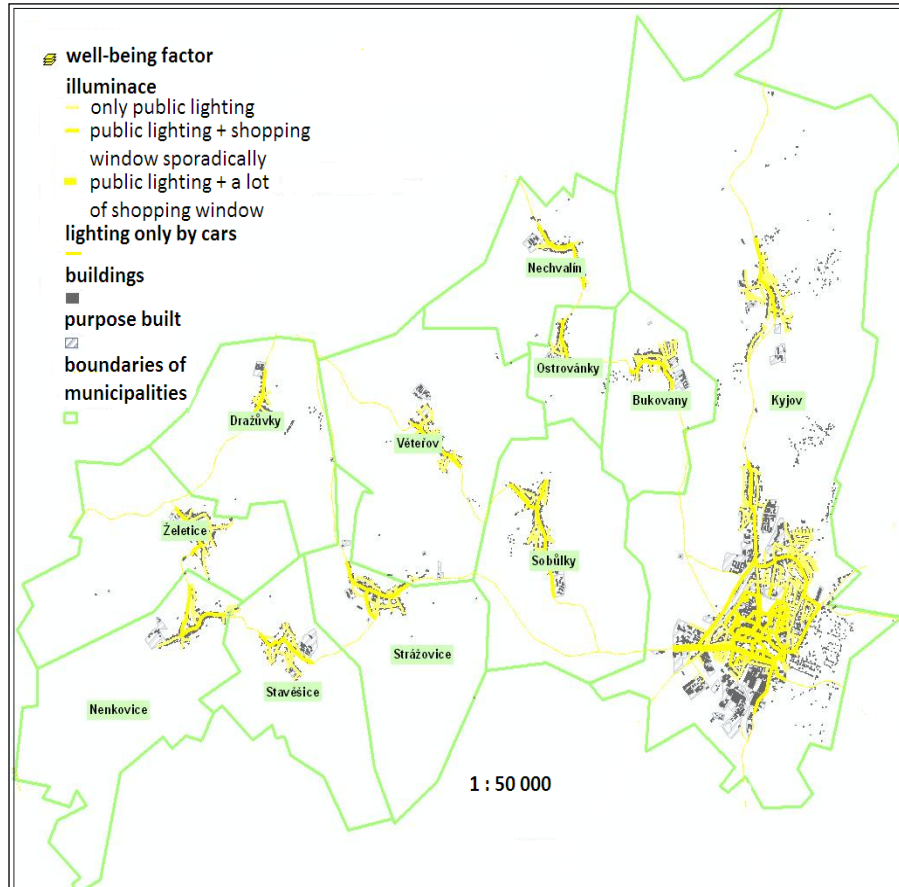 well-being factor
illuminace
only public lighting
public lighting + shopping
window sporadically
public lighting + a lot
of shopping window
lighting only by cars
buildings
purpose built
boundaries of
municipalities
Nechvalín
Ostrovánky
Bukovany
Kyjov
Dražůvky
Věteřov
Želetice
Sobůlky
Strážovice
Stavěšice
Nenkovice
1 : 50 000